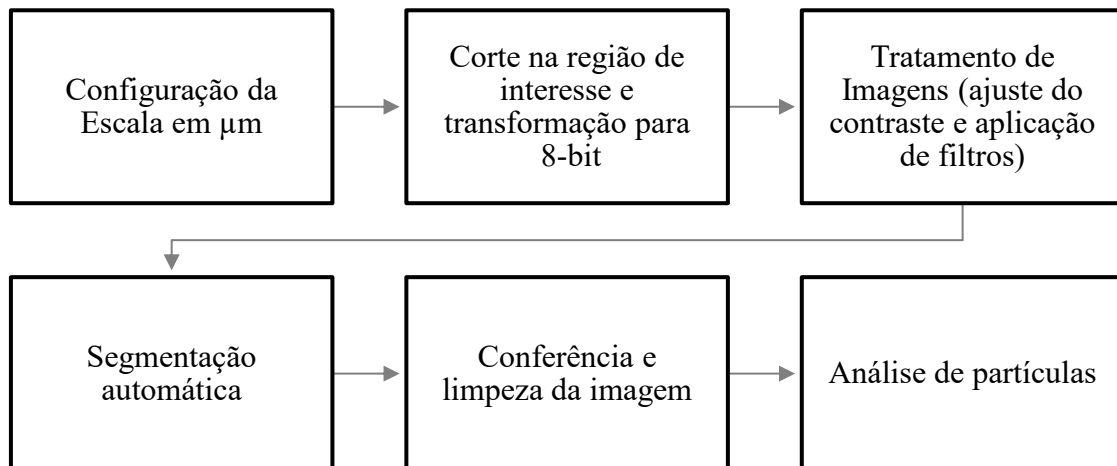 Configuração da
Escala em µm
Corte na região de
interesse e
transformação para
8-bit
Tratamento de
Imagens (ajuste do
contraste e aplicação
de filtros)
Segmentação
automática
Conferência e
limpeza da imagem
Análise de partículas